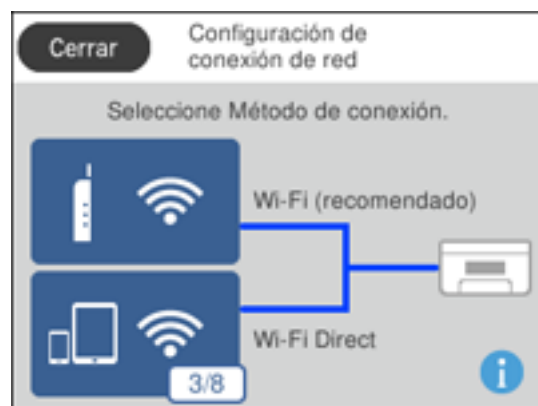 Cerrar
Configuración de
conexión de red
Seleccione Método de conexión.
Wi-Fi (recomendado)
Wi-Fi Direct
3/8
i